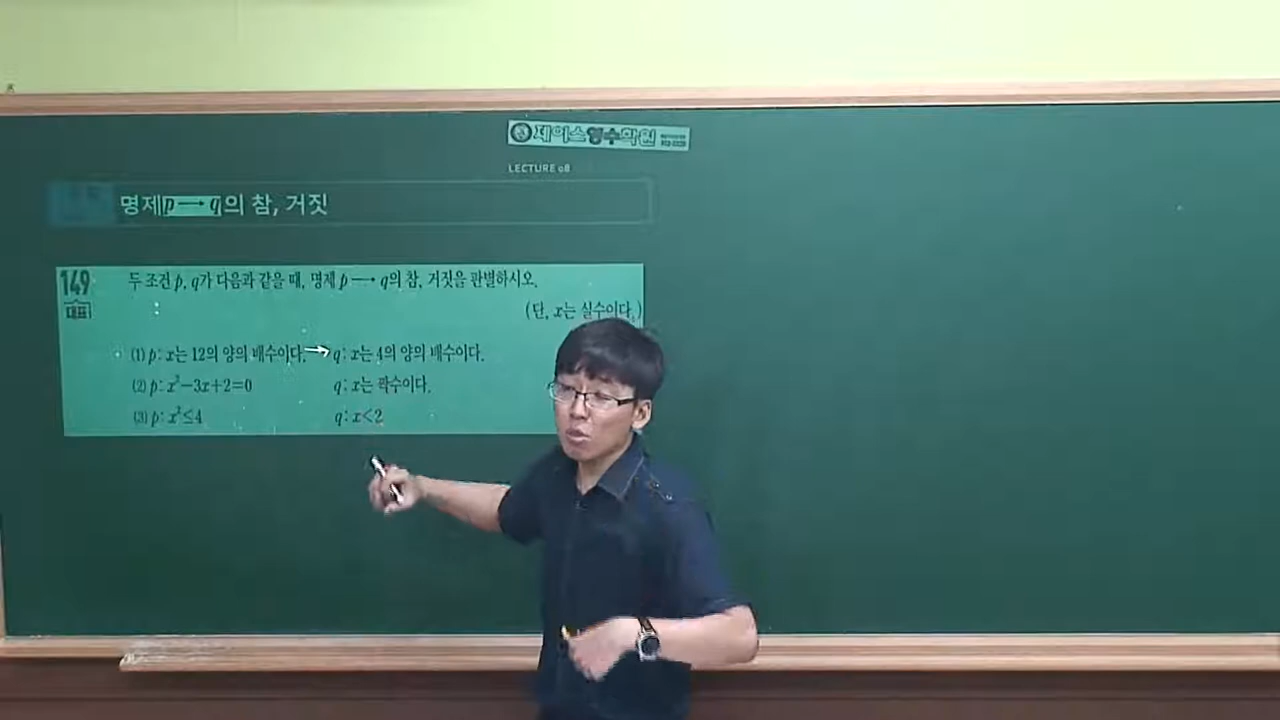 제이스영수학원
LECTURE 08
명제 p → q의 참, 거짓
149
대표
두 조건 p, q가 다음과 같을 때, 명제 p → q의 참, 거짓을 판별하시오.
(단, x는 실수이다.)
(1) p: x는 12의 양의 배수이다. → q: x는 4의 양의 배수이다.
(2) p: x²-3x+2=0 q: x는 짝수이다.
(3) p: x²≤4 q: x<2